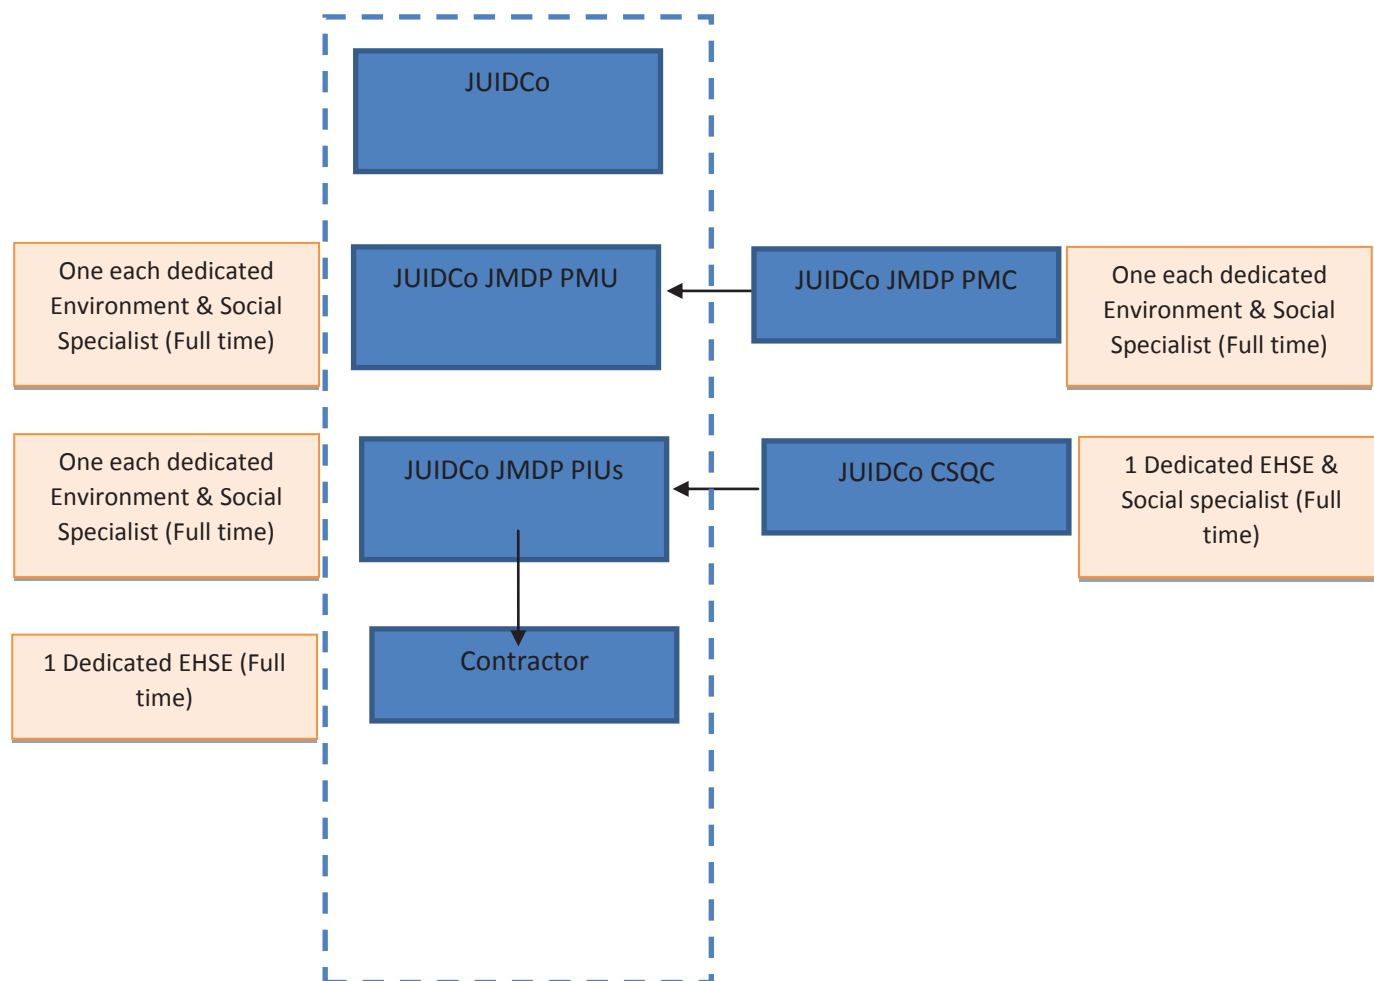 JUIDCo
One each dedicated
Environment & Social
Specialist (Full time)
JUIDCo JMDP PMU
JUIDCo JMDP PMC
One each dedicated
Environment & Social
Specialist (Full time)
One each dedicated
Environment & Social
Specialist (Full time)
JUIDCo JMDP PIUs
JUIDCo CSQC
1 Dedicated EHSE &
Social specialist (Full
time)
1 Dedicated EHSE (Full
time)
Contractor